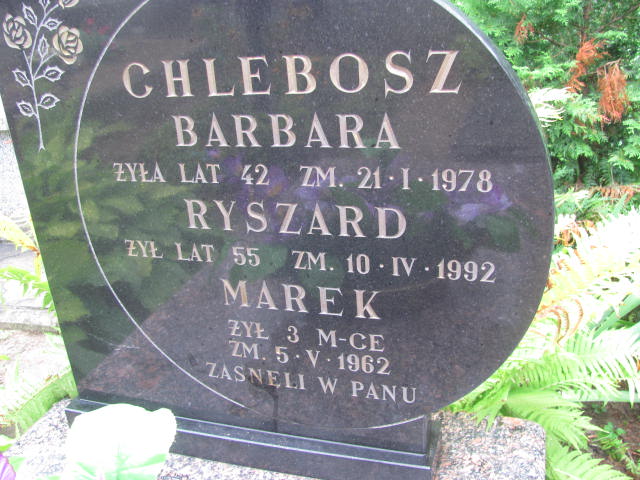 CHLEBOSZ
BARBARA
ŻYŁA LAT 42 ZM. 21·I·1978
RYSZARD
ŻYŁ LAT 55 ZM. 10·IV·1992
MAREK
ŻYŁ 3 M-CE
ZM. 5·V·1962
ZASNELI W PANU